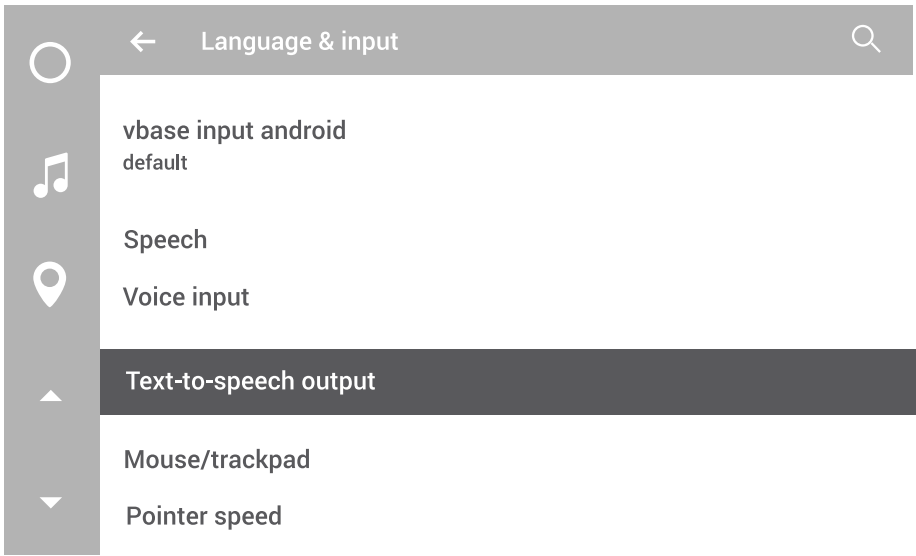 Language & input
vbase input android
default
Speech
Voice input
Text-to-speech output
Mouse/trackpad
Pointer speed